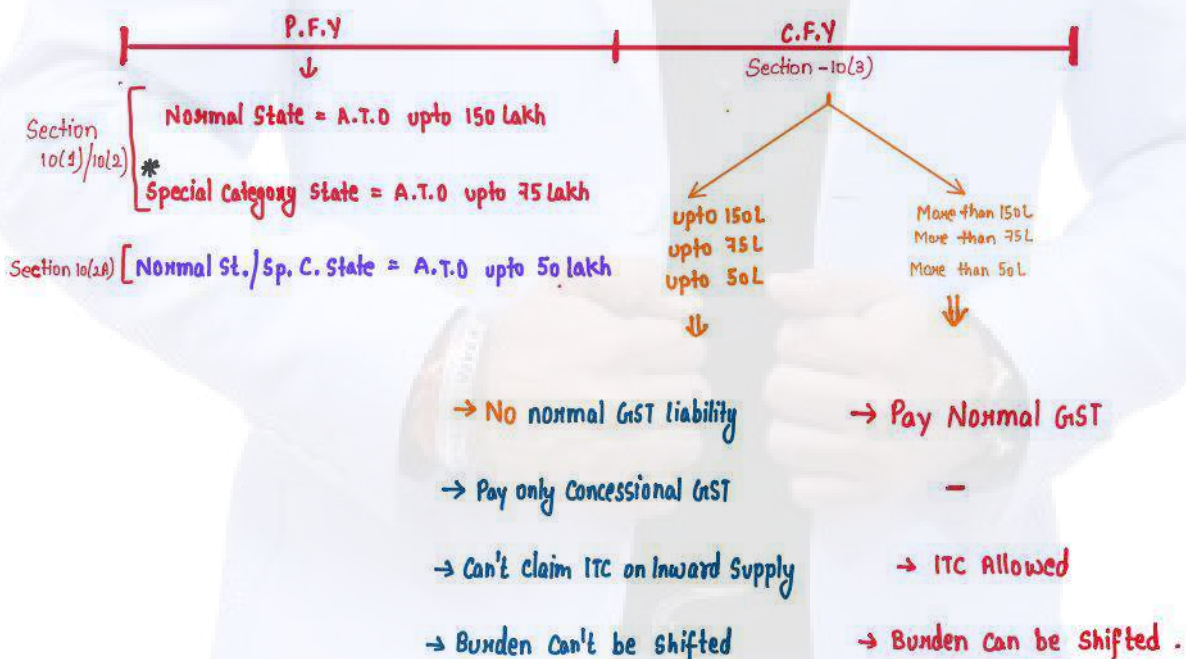 P.F.Y
C.F.Y
↓
Section -10(3)
Section
10(1)/10(2)
Normal State = A.T.O upto 150 Lakh
*
Special Category State = A.T.O upto 75 Lakh
Section 10(2A) [ Normal St./Sp. C. State = A.T.O upto 50 lakh
upto 150L
upto 75L
upto 50L
More than 150L
More than 75L
More than 50L
→ No normal GST liability
→ Pay Normal GST
→ Pay only Concessional GST
-
→ Can't claim ITC on Inward Supply
→ ITC Allowed
→ Burden Can't be Shifted
→ Burden Can be Shifted .